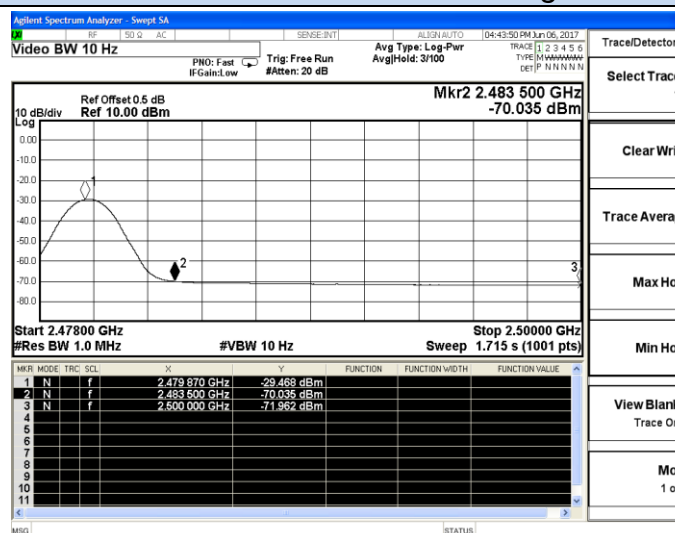 Agilent Spectrum Analyzer - Swept SA
RF 50 Ω AC SENSE:INT ALIGN AUTO 04:43:50 PM Jun 06, 2017
Video BW 10 Hz
PNO: Fast
IFGain:Low
Trig: Free Run
#Atten: 20 dB
Avg Type: Log-Pwr
Avg|Hold: 3/100
TRACE 1 2 3 4 5 6
TYPE M WWWWW
DET P N N N N N
Trace/Detector
Select Trac
Clear Wri
Trace Avera
Max Ho
Min Ho
View Blan
Trace O
Mo
1 o
Ref Offset 0.5 dB
10 dB/div Ref 10.00 dBm
Log
Mkr2 2.483 500 GHz
-70.035 dBm
0.00
-10.0
-20.0
-30.0
-40.0
-50.0
-60.0
-70.0
-80.0
1
2
3
Start 2.47800 GHz Stop 2.50000 GHz
#Res BW 1.0 MHz #VBW 10 Hz Sweep 1.715 s (1001 pts)
MKR MODE TRC SCL X Y FUNCTION FUNCTION WIDTH FUNCTION VALUE
1 N f 2.479 870 GHz -29.468 dBm
2 N f 2.483 500 GHz -70.035 dBm
3 N f 2.500 000 GHz -71.962 dBm
4
5
6
7
8
9
10
11
MSG STATUS